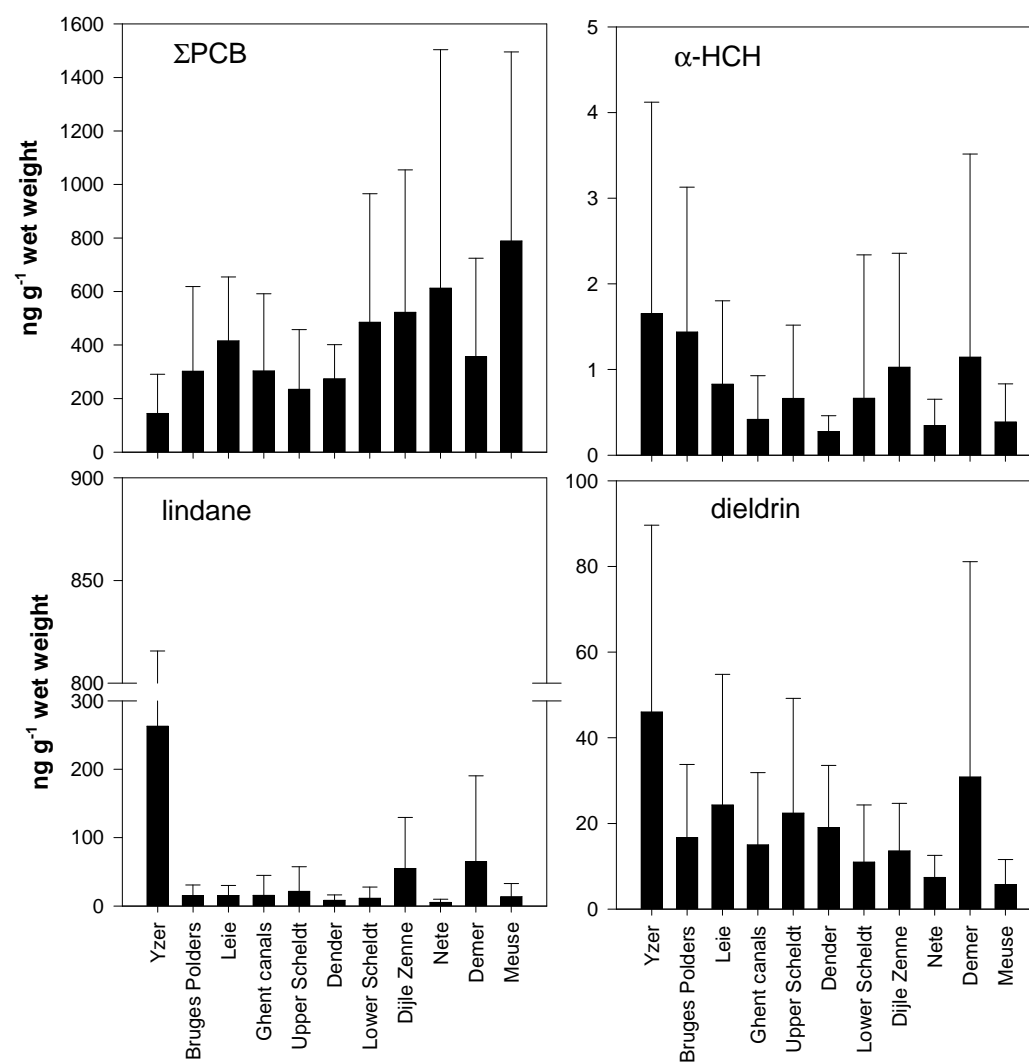 ΣPCB
ng g-1 wet weight
1600
1400
1200
1000
800
600
400
200
0
α-HCH
5
4
3
2
1
0
lindane
ng g-1 wet weight
900
850
800
300
200
100
0
dieldrin
100
80
60
40
20
0
Yzer
Bruges Polders
Leie
Ghent canals
Upper Scheldt
Dender
Lower Scheldt
Dijle Zenne
Nete
Demer
Meuse
Yzer
Bruges Polders
Leie
Ghent canals
Upper Scheldt
Dender
Lower Scheldt
Dijle Zenne
Nete
Demer
Meuse